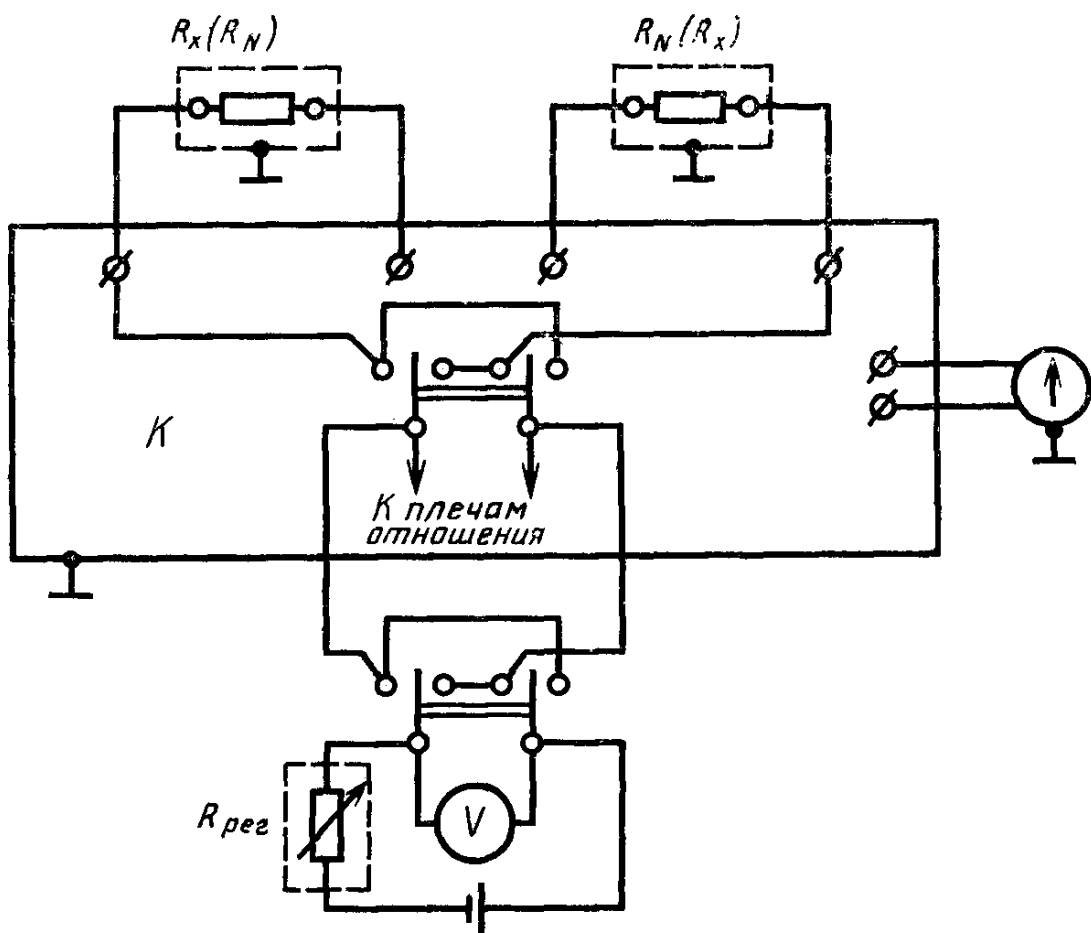 Rx(RN)
RN(Rx)
К
К плечам
отношения
V
Rрег